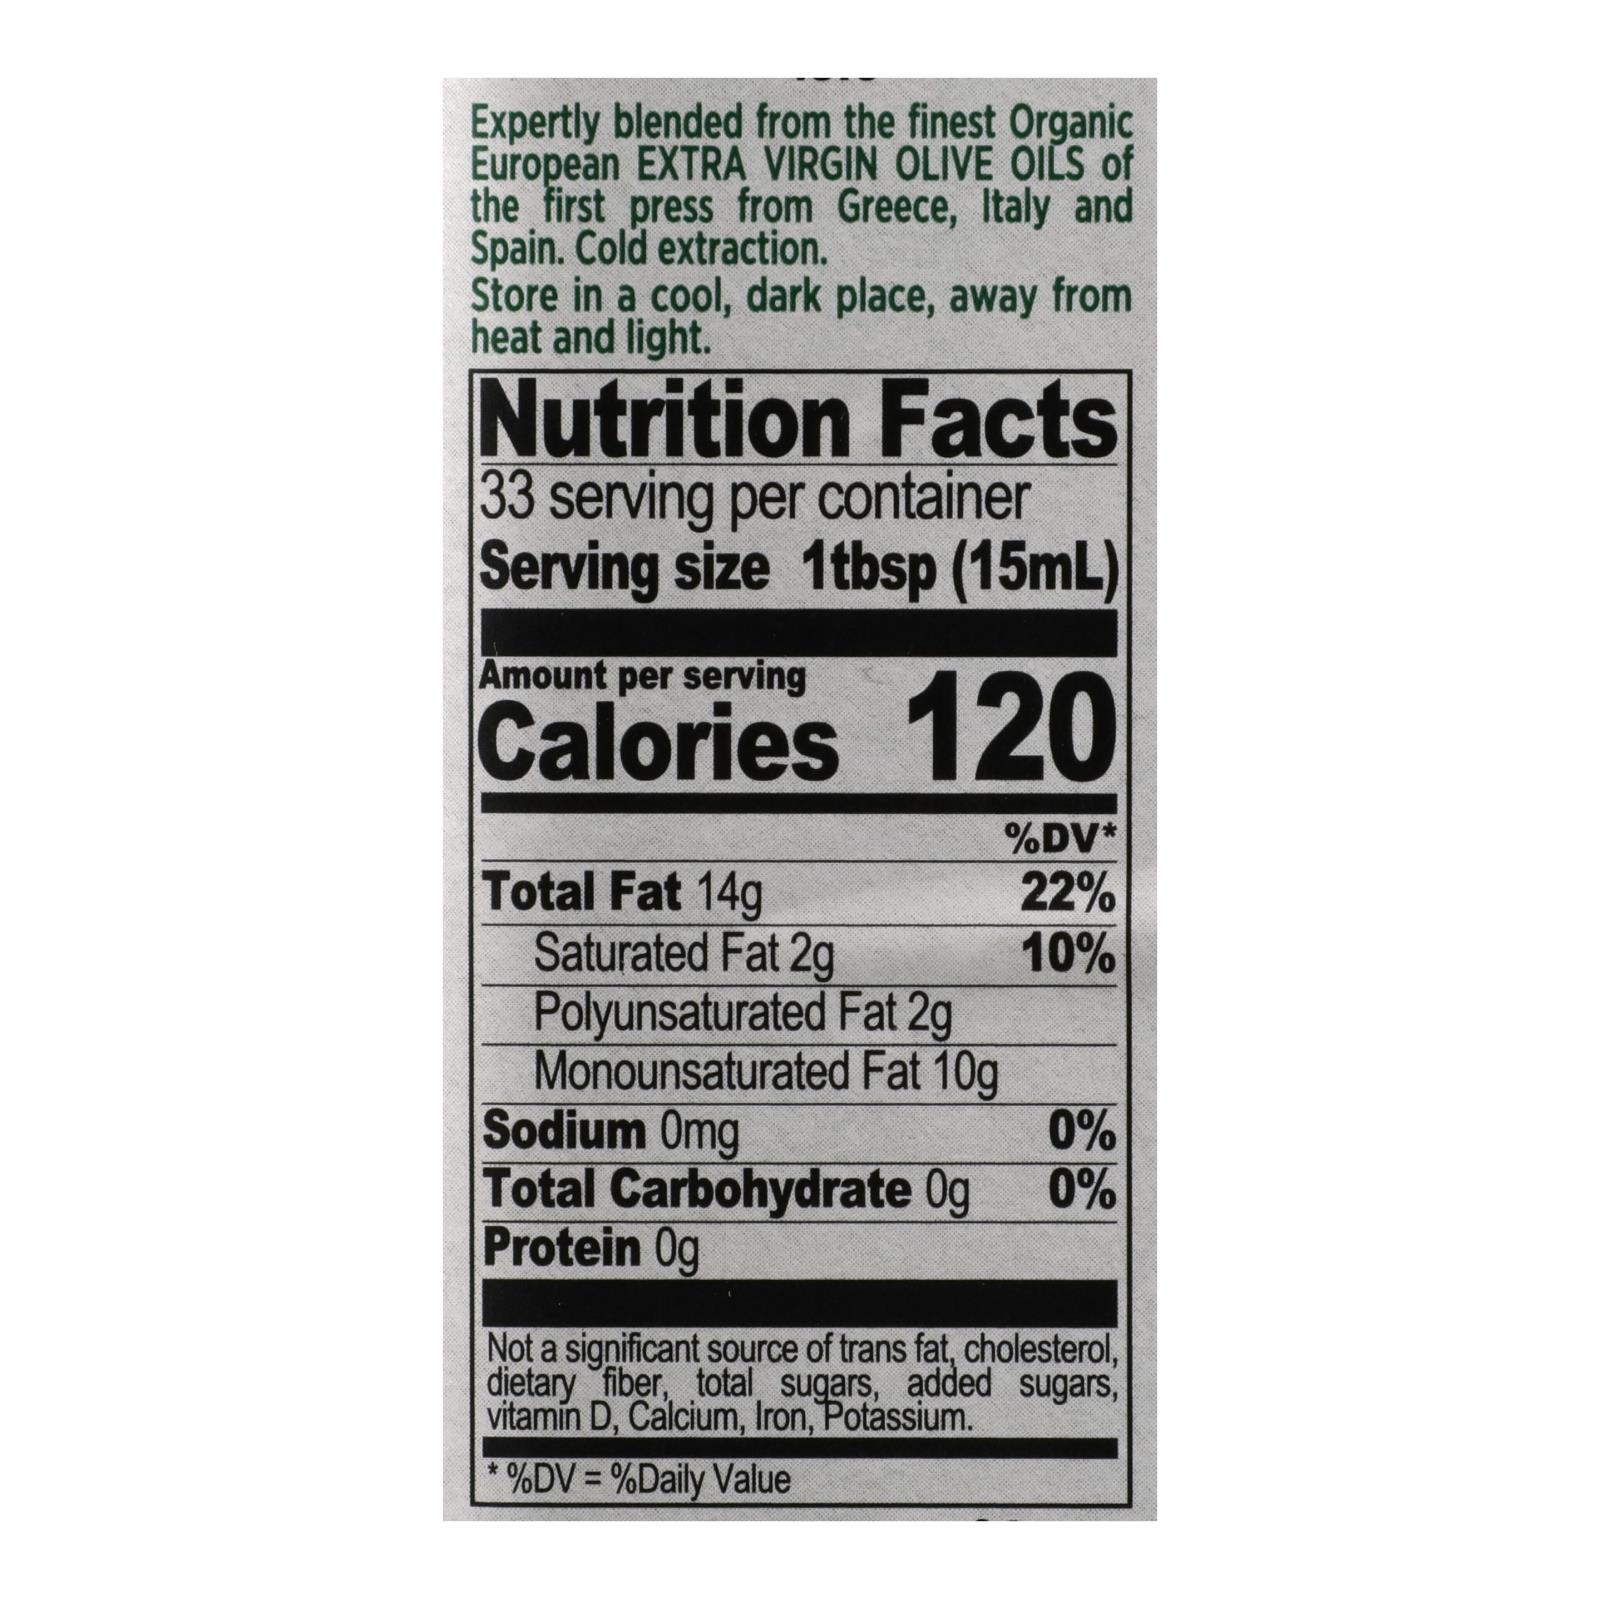 Expertly blended from the finest Organic
European EXTRA VIRGIN OLIVE OILS of
the first press from Greece, Italy and
Spain. Cold extraction.
Store in a cool, dark place, away from
heat and light.
Nutrition Facts
33 serving per container
Serving size 1tbsp (15mL)
Amount per serving
Calories 120
%DV*
Total Fat 14g 22%
Saturated Fat 2g 10%
Polyunsaturated Fat 2g
Monounsaturated Fat 10g
Sodium 0mg 0%
Total Carbohydrate 0g 0%
Protein 0g
Not a significant source of trans fat, cholesterol,
dietary fiber, total sugars, added sugars,
vitamin D, Calcium, Iron, Potassium.
* %DV = %Daily Value